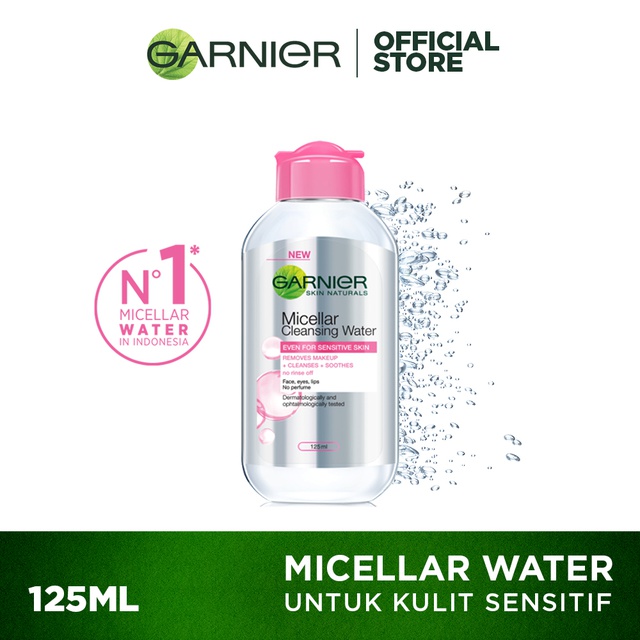 GARNIER
OFFICIAL
STORE
N°1*
MICELLAR
WATER
IN INDONESIA
NEW
GARNIER
SKIN NATURALS
Micellar
Cleansing Water
EVEN FOR SENSITIVE SKIN
REMOVES MAKEUP
+ CLEANSES + SOOTHES
no rinse off
Face, eyes, lips
No perfume
Dermatologically and
ophtalmologically tested
125ml
125ML
MICELLAR WATER
UNTUK KULIT SENSITIF